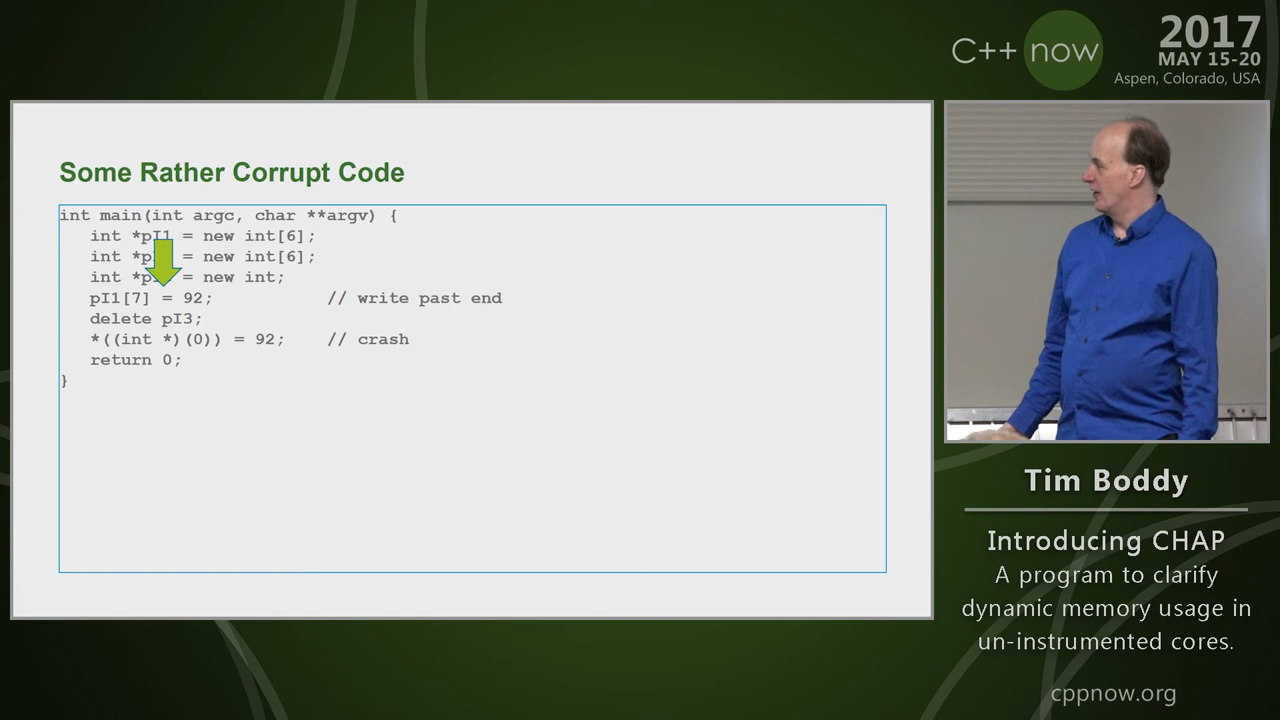 C++ now
2017
MAY 15-20
Aspen, Colorado, USA
Some Rather Corrupt Code
int main(int argc, char **argv) {
int *pI1 = new int[6];
int *p = new int[6];
int *p = new int;
pI1[7] = 92; // write past end
delete pI3;
*((int *)(0)) = 92; // crash
return 0;
}
Tim Boddy
Introducing CHAP
A program to clarify
dynamic memory usage in
un-instrumented cores.
cppnow.org